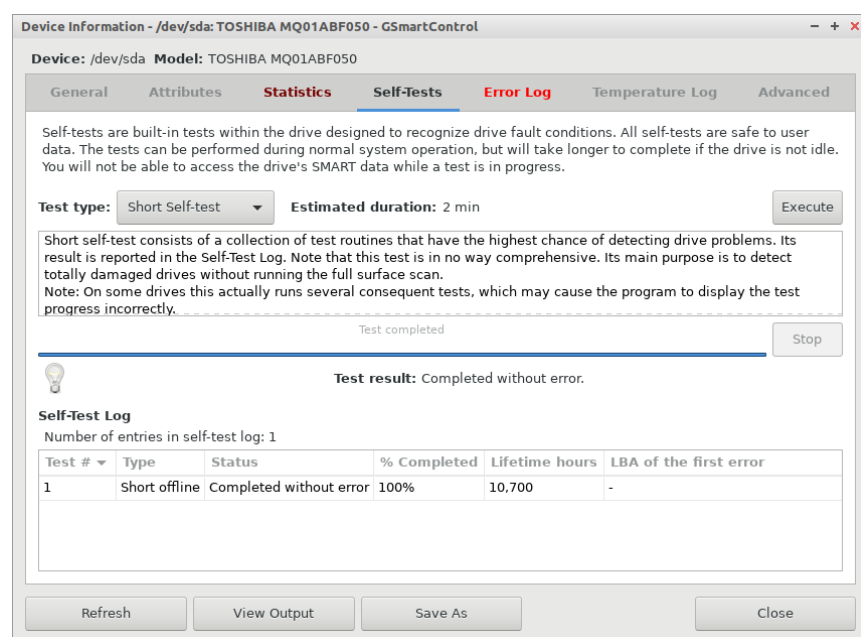 Device Information - /dev/sda: TOSHIBA MQ01ABF050 - GSmartControl
Device: /dev/sda Model: TOSHIBA MQ01ABF050
General Attributes Statistics Self-Tests Error Log Temperature Log Advanced
Self-tests are built-in tests within the drive designed to recognize drive fault conditions. All self-tests are safe to user
data. The tests can be performed during normal system operation, but will take longer to complete if the drive is not idle.
You will not be able to access the drive's SMART data while a test is in progress.
Test type: Short Self-test Estimated duration: 2 min Execute
Short self-test consists of a collection of test routines that have the highest chance of detecting drive problems. Its
result is reported in the Self-Test Log. Note that this test is in no way comprehensive. Its main purpose is to detect
totally damaged drives without running the full surface scan.
Note: On some drives this actually runs several consequent tests, which may cause the program to display the test
progress incorrectly.
Test completed
Stop
Test result: Completed without error.
Self-Test Log
Number of entries in self-test log: 1
Test # Type Status % Completed Lifetime hours LBA of the first error
1 Short offline Completed without error 100% 10,700 -
Refresh View Output Save As Close